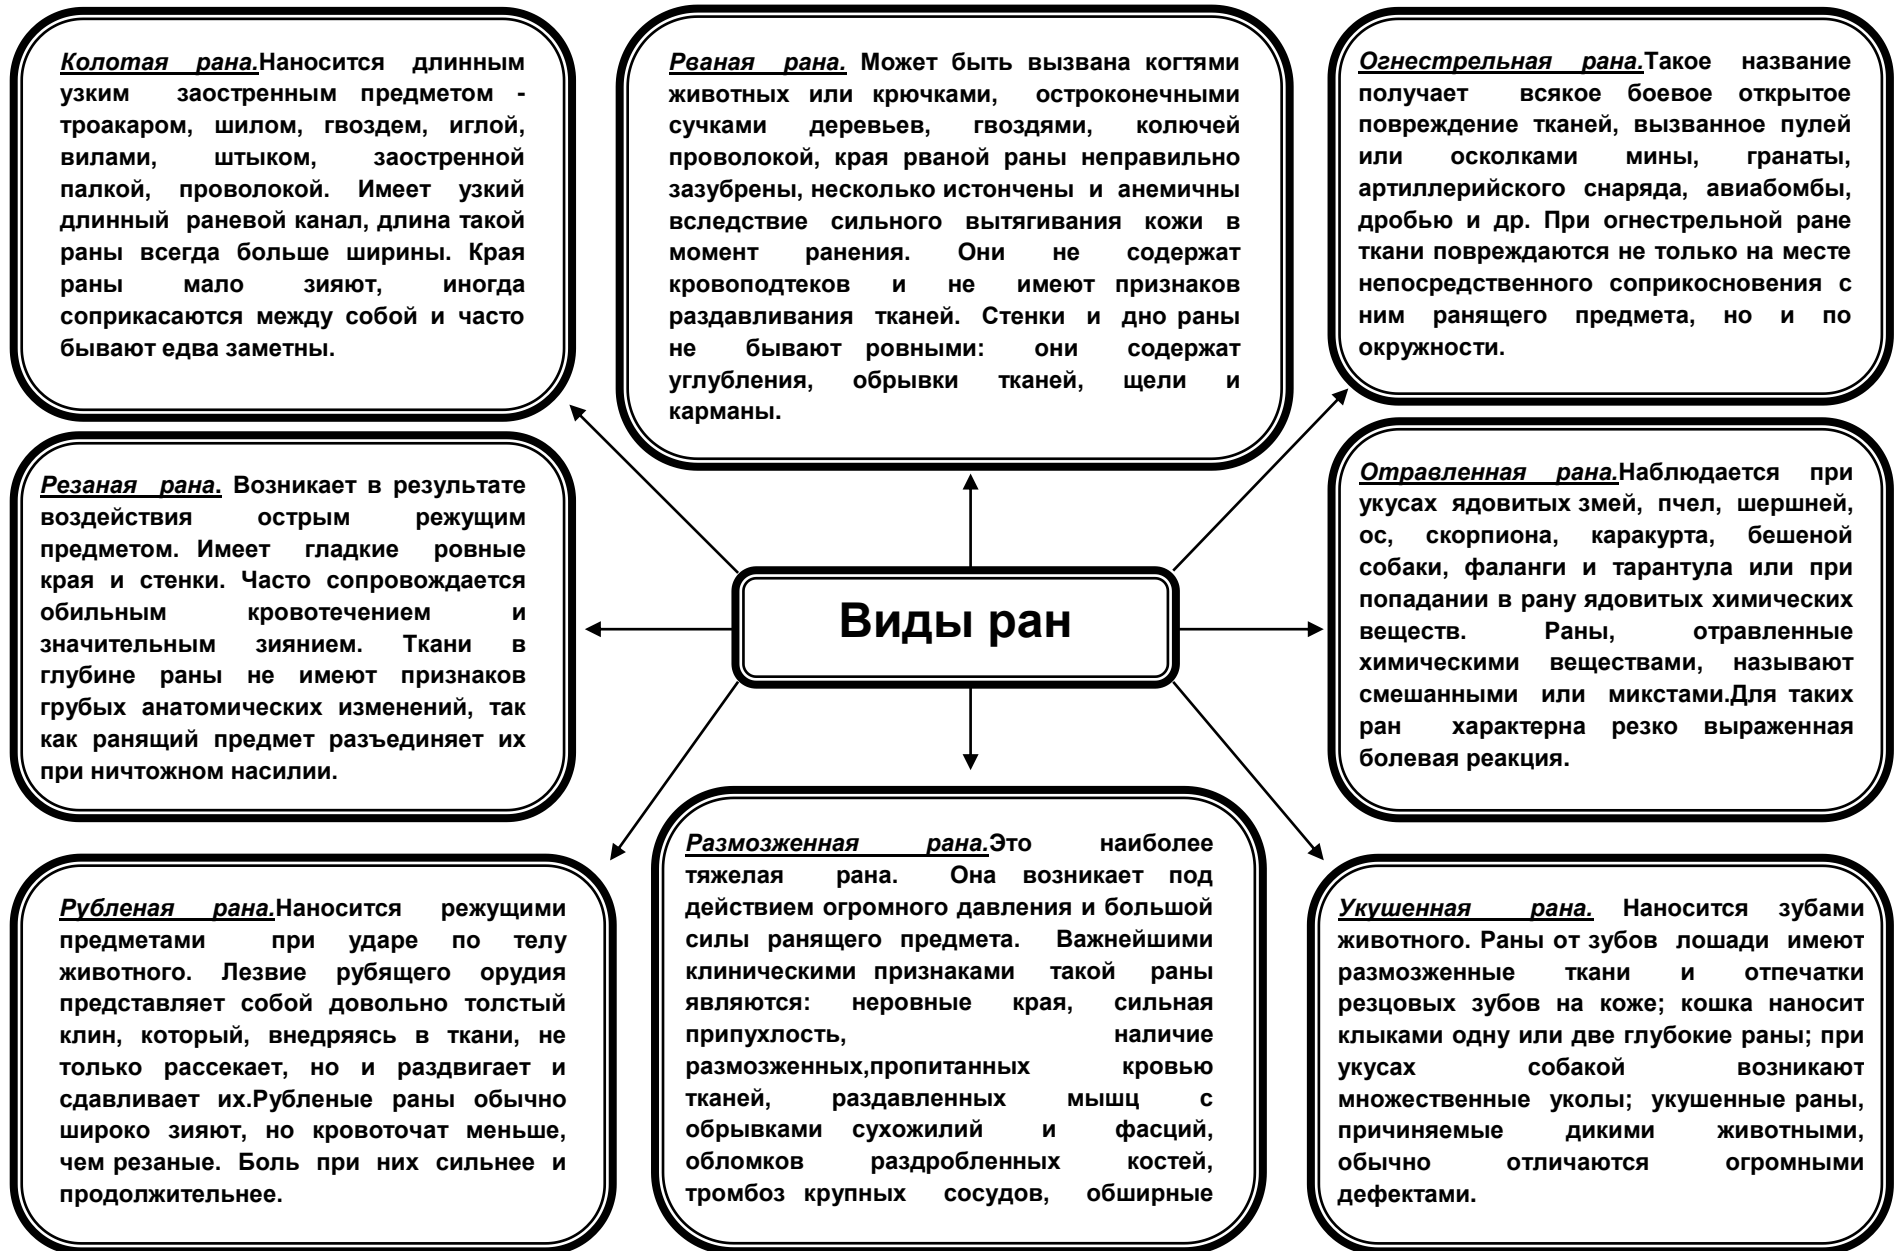 Колотая рана.Наносится длинным
узким заостренным предметом -
троакаром, шилом, гвоздем, иглой,
вилами, штыком, заостренной
палкой, проволокой. Имеет узкий
длинный раневой канал, длина такой
раны всегда больше ширины. Края
раны мало зияют, иногда
соприкасаются между собой и часто
бывают едва заметны.
Рваная рана. Может быть вызвана когтями
животных или крючками, остроконечными
сучками деревьев, гвоздями, колючей
проволокой, края рваной раны неправильно
зазубрены, несколько истончены и анемичны
вследствие сильного вытягивания кожи в
момент ранения. Они не содержат
кровоподтеков и не имеют признаков
раздавливания тканей. Стенки и дно раны
не бывают ровными: они содержат
углубления, обрывки тканей, щели и
карманы.
Огнестрельная рана.Такое название
получает всякое боевое открытое
повреждение тканей, вызванное пулей
или осколками мины, гранаты,
артиллерийского снаряда, авиабомбы,
дробью и др. При огнестрельной ране
ткани повреждаются не только на месте
непосредственного соприкосновения с
ним ранящего предмета, но и по
окружности.
Резаная рана. Возникает в результате
воздействия острым режущим
предметом. Имеет гладкие ровные
края и стенки. Часто сопровождается
обильным кровотечением и
значительным зиянием. Ткани в
глубине раны не имеют признаков
грубых анатомических изменений, так
как ранящий предмет разъединяет их
при ничтожном насилии.
Виды ран
Отравленная рана.Наблюдается при
укусах ядовитых змей, пчел, шершней,
ос, скорпиона, каракурта, бешеной
собаки, фаланги и тарантула или при
попадании в рану ядовитых химических
веществ. Раны, отравленные
химическими веществами, называют
смешанными или микстами.Для таких
ран характерна резко выраженная
болевая реакция.
Рубленая рана.Наносится режущими
предметами при ударе по телу
животного. Лезвие рубящего орудия
представляет собой довольно толстый
клин, который, внедряясь в ткани, не
только рассекает, но и раздвигает и
сдавливает их.Рубленые раны обычно
широко зияют, но кровоточат меньше,
чем резаные. Боль при них сильнее и
продолжительнее.
Размозженная рана.Это наиболее
тяжелая рана. Она возникает под
действием огромного давления и большой
силы ранящего предмета. Важнейшими
клиническими признаками такой раны
являются: неровные края, сильная
припухлость, наличие
размозженных,пропитанных кровью
тканей, раздавленных мышц с
обрывками сухожилий и фасций,
обломков раздробленных костей,
тромбоз крупных сосудов, обширные
Укушенная рана. Наносится зубами
животного. Раны от зубов лошади имеют
размозженные ткани и отпечатки
резцовых зубов на коже; кошка наносит
клыками одну или две глубокие раны; при
укусах собакой возникают
множественные уколы; укушенные раны,
причиняемые дикими животными,
обычно отличаются огромными
дефектами.